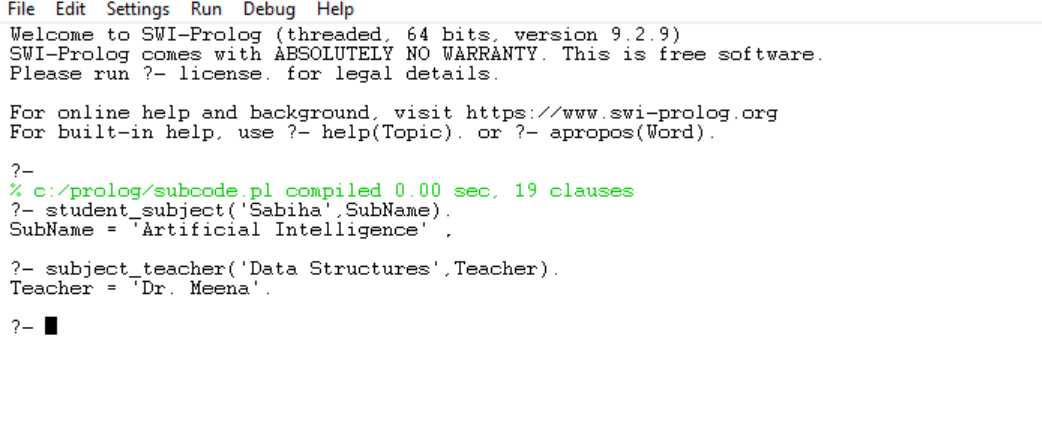 File Edit Settings Run Debug Help
Welcome to SWI-Prolog (threaded, 64 bits, version 9.2.9)
SWI-Prolog comes with ABSOLUTELY NO WARRANTY. This is free software.
Please run ?- license. for legal details.
For online help and background, visit https://www.swi-prolog.org
For built-in help, use ?- help(Topic). or ?- apropos(Word).
?-
% c:/prolog/subcode.pl compiled 0.00 sec, 19 clauses
?- student_subject('Sabiha',SubName).
SubName = 'Artificial Intelligence' .
?- subject_teacher('Data Structures',Teacher).
Teacher = 'Dr. Meena'.
?-